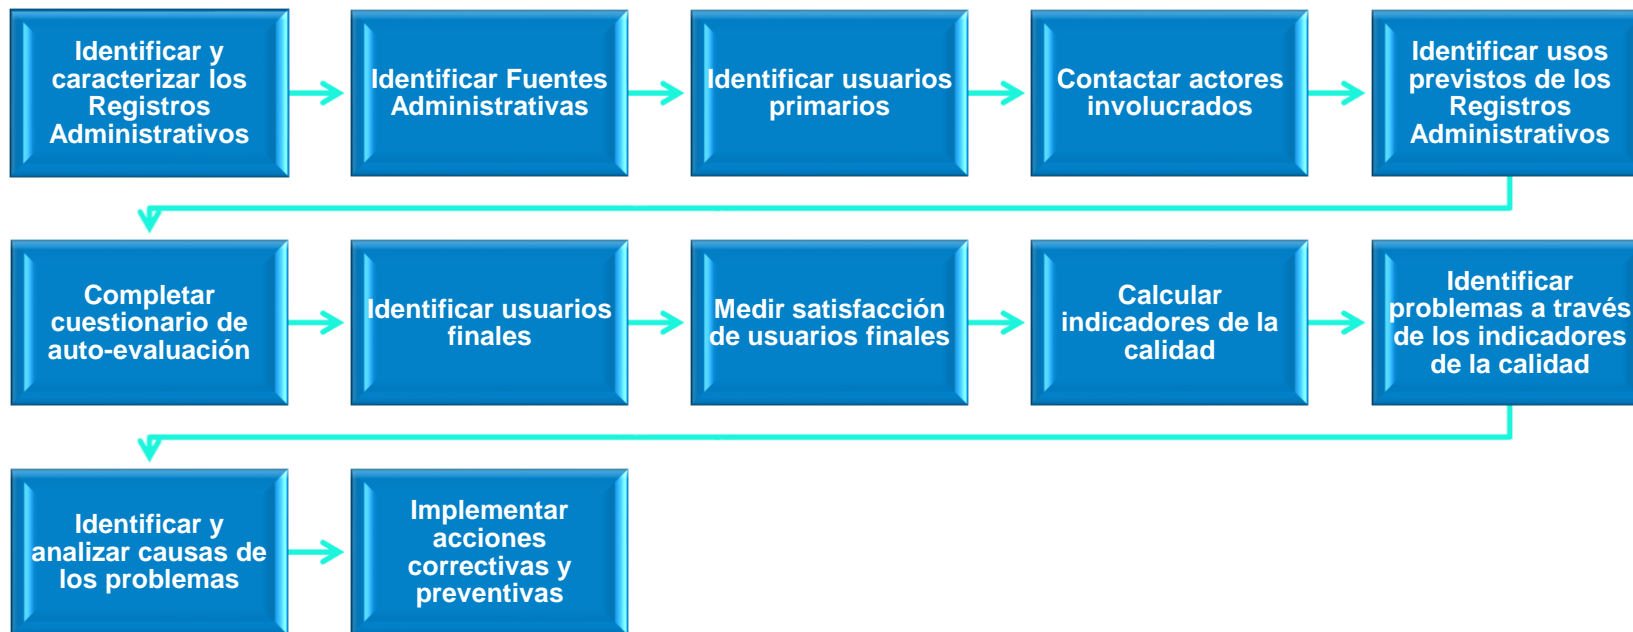 Identificar y
caracterizar los
Registros
Administrativos
Identificar Fuentes
Administrativas
Identificar usuarios
primarios
Contactar actores
involucrados
Identificar usos
previstos de los
Registros
Administrativos
Completar
cuestionario de
auto-evaluación
Identificar usuarios
finales
Medir satisfacción
de usuarios finales
Calcular
indicadores de la
calidad
Identificar
problemas a través
de los indicadores
de la calidad
Identificar y
analizar causas de
los problemas
Implementar
acciones
correctivas y
preventivas